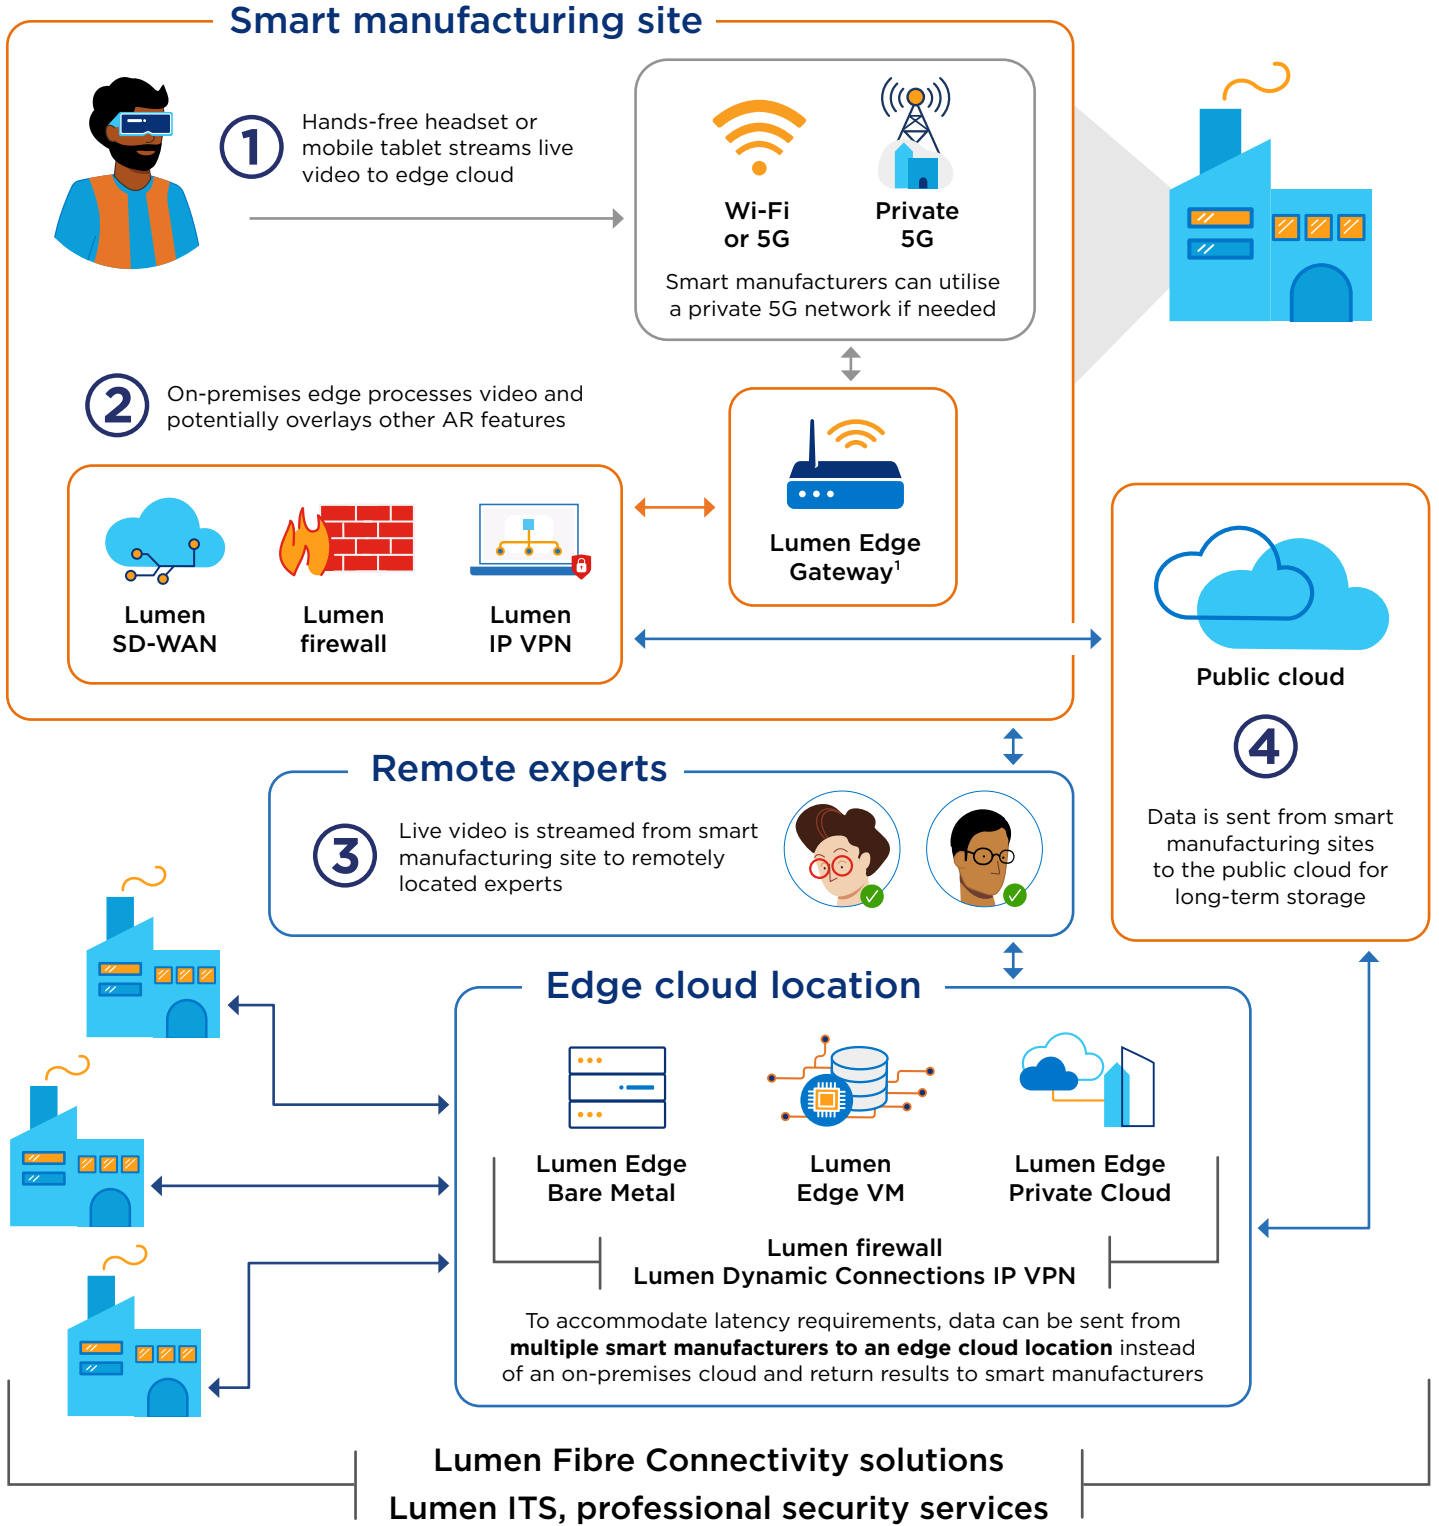 Smart manufacturing site
1
Hands-free headset or
mobile tablet streams live
video to edge cloud
Wi-Fi
or 5G
Private
5G
Smart manufacturers can utilise
a private 5G network if needed
2
On-premises edge processes video and
potentially overlays other AR features
Lumen
SD-WAN
Lumen
firewall
Lumen
IP VPN
Lumen Edge
Gateway¹
Public cloud
4
Data is sent from smart
manufacturing sites
to the public cloud for
long-term storage
Remote experts
3
Live video is streamed from smart
manufacturing site to remotely
located experts
Edge cloud location
Lumen Edge
Bare Metal
Lumen
Edge VM
Lumen Edge
Private Cloud
Lumen firewall
Lumen Dynamic Connections IP VPN
To accommodate latency requirements, data can be sent from
multiple smart manufacturers to an edge cloud location instead
of an on-premises cloud and return results to smart manufacturers
Lumen Fibre Connectivity solutions
Lumen ITS, professional security services